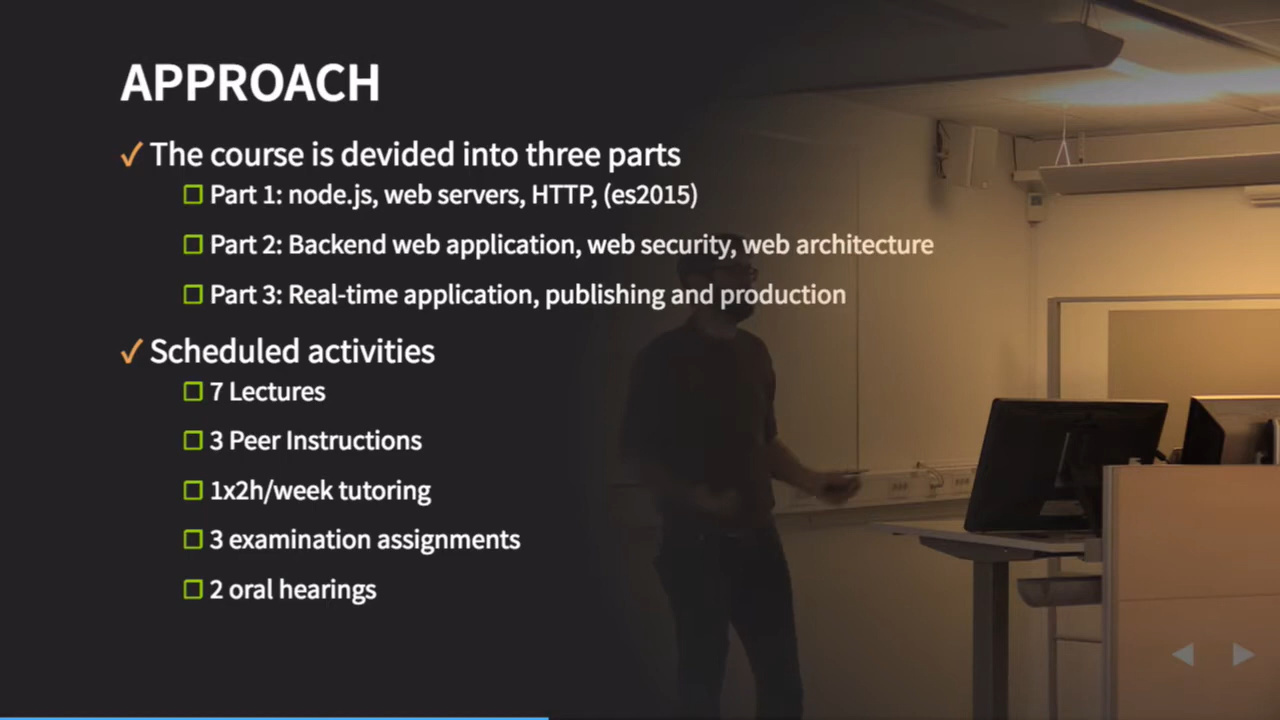 APPROACH
The course is devided into three parts
Part 1: node.js, web servers, HTTP, (es2015)
Part 2: Backend web application, web security, web architecture
Part 3: Real-time application, publishing and production
Scheduled activities
7 Lectures
3 Peer Instructions
1x2h/week tutoring
3 examination assignments
2 oral hearings